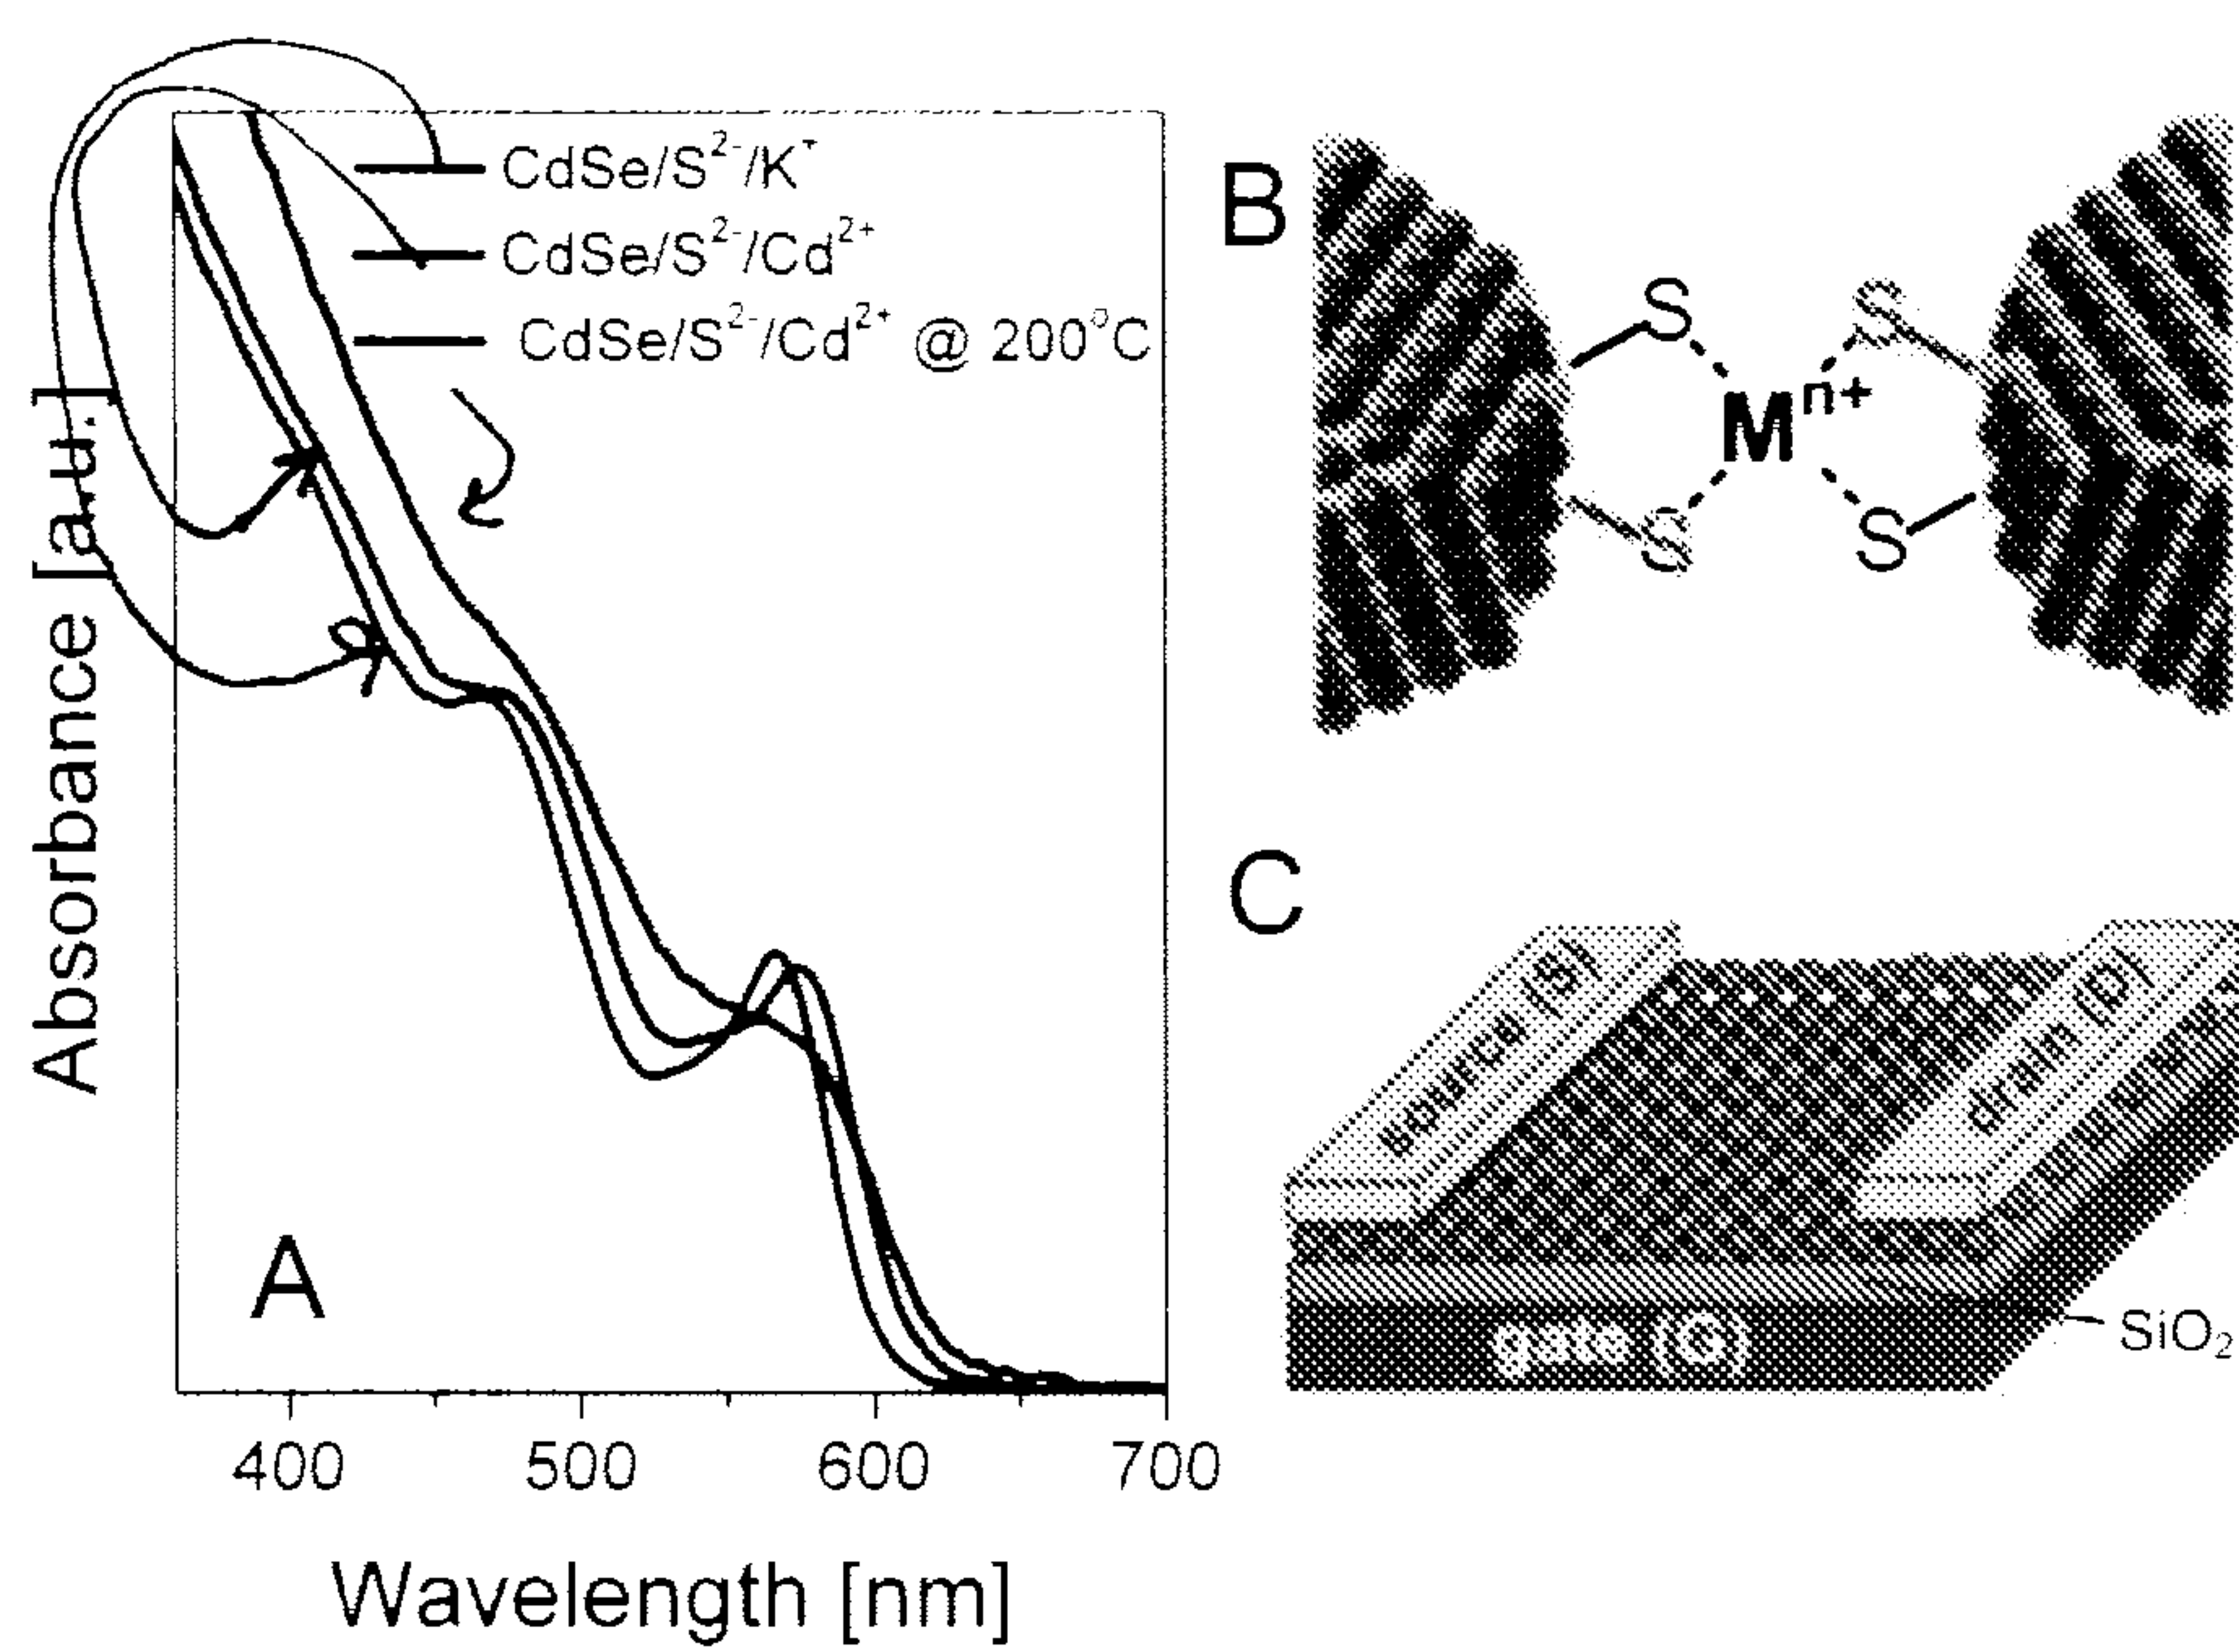 CdSe/S²⁻/K⁺
CdSe/S²⁻/Cd²⁺
CdSe/S²⁻/Cd²⁺ @ 200°C
Absorbance [a.u.]
A
400 500 600 700
Wavelength [nm]
B
S S
Mⁿ⁺
S S
C
source (S)
drain (D)
gate (G)
SiO₂